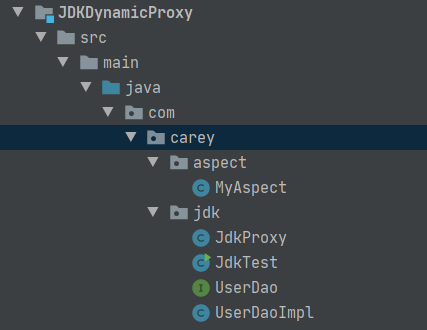 JDKDynamicProxy
src
main
java
com
carey
aspect
C MyAspect
jdk
C JdkProxy
C JdkTest
I UserDao
C UserDaoImpl